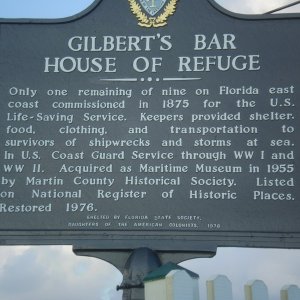 GILBERT'S BAR
HOUSE OF REFUGE
Only one remaining of nine on Florida east
coast commissioned in 1875 for the U.S.
Life-Saving Service. Keepers provided shelter,
food, clothing, and transportation to
survivors of shipwrecks and storms at sea.
In U.S. Coast Guard Service through WW I and
WW II. Acquired as Maritime Museum in 1955
by Martin County Historical Society. Listed
on National Register of Historic Places.
Restored 1976.
ERECTED BY FLORIDA STATE SOCIETY,
DAUGHTERS OF THE AMERICAN COLONISTS, 1978